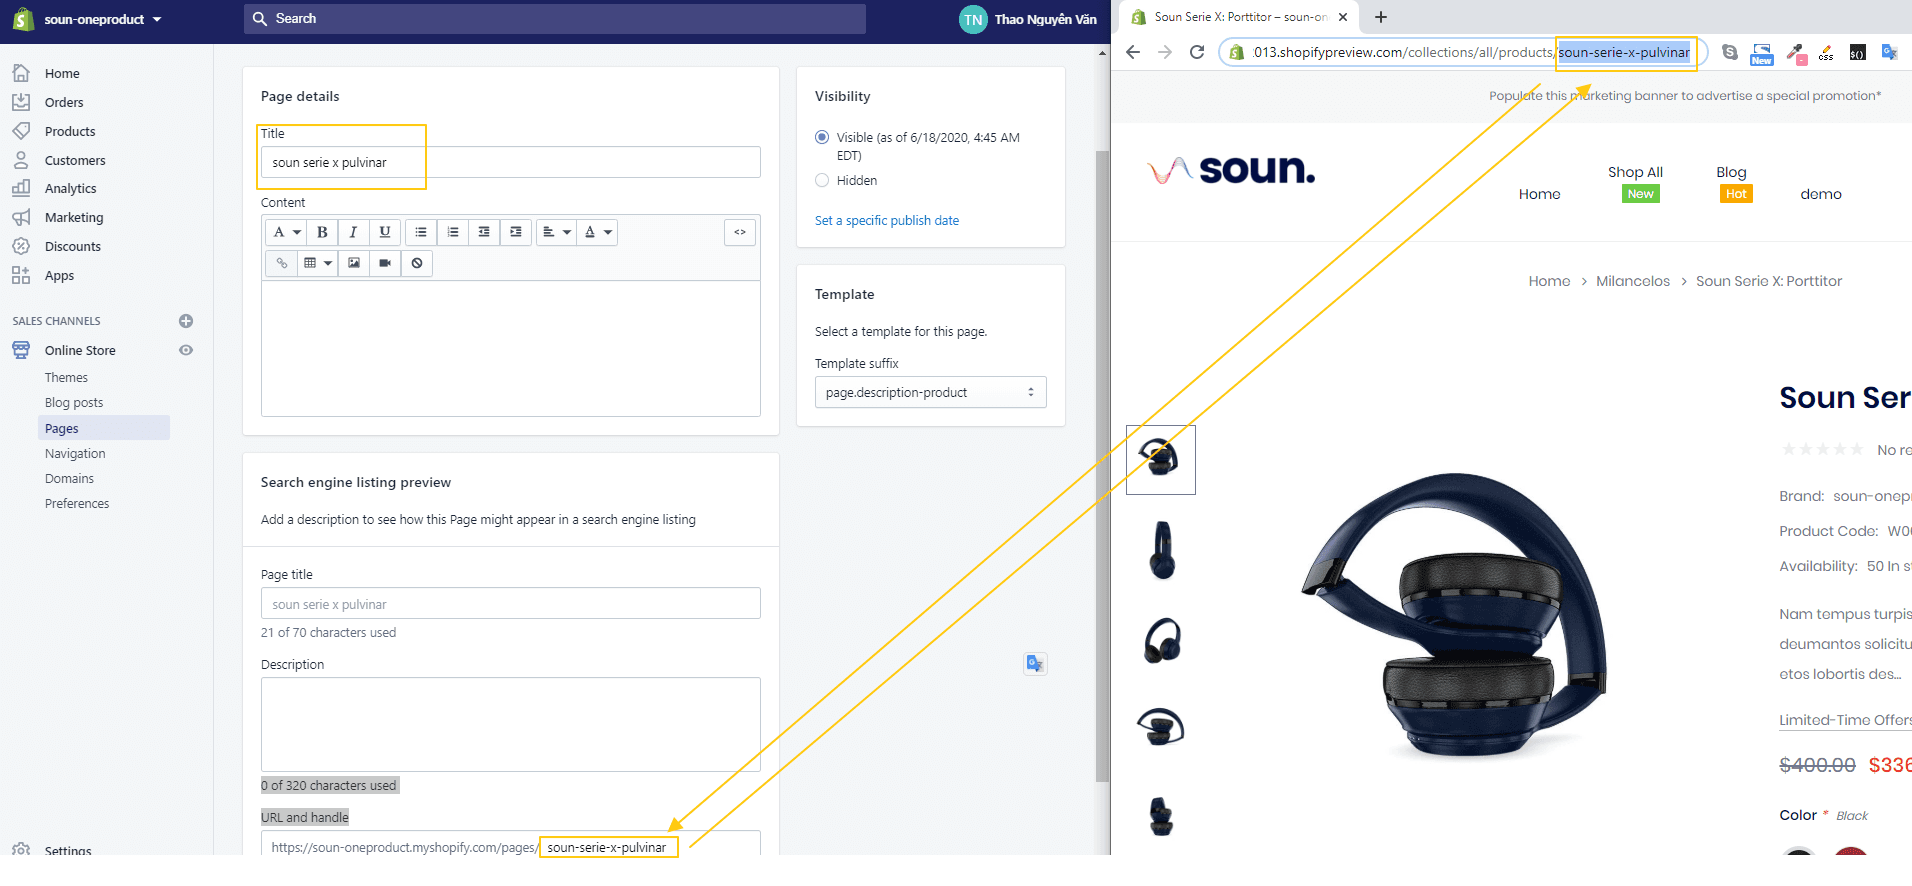 soun-oneproduct
Search
TN
Thao Nguyên Văn
Home
Orders
Products
Customers
Analytics
Marketing
Discounts
Apps
SALES CHANNELS
Online Store
Themes
Blog posts
Pages
Navigation
Domains
Preferences
Settings
Page details
Title
soun serie x pulvinar
Content
A B I U A <>
Search engine listing preview
Add a description to see how this Page might appear in a search engine listing
Page title
soun serie x pulvinar
21 of 70 characters used
Description
0 of 320 characters used
URL and handle
https://soun-oneproduct.myshopify.com/pages/ soun-serie-x-pulvinar
Visibility
Visible (as of 6/18/2020, 4:45 AM
EDT)
Hidden
Set a specific publish date
Template
Select a template for this page.
Template suffix
page.description-product
Soun Serie X: Porttitor – soun-on
2013.shopifypreview.com/collections/all/products/soun-serie-x-pulvinar
New
css
Populate this marketing banner to advertise a special promotion*
soun.
Home
Shop All
New
Blog
Hot
demo
Home > Milancelos > Soun Serie X: Porttitor
Soun Ser
No re
Brand: soun-onep
Product Code: W0
Availability: 50 In s
Nam tempus turpis
deumantos solicitu
etos lobortis des...
Limited-Time Offers
$400.00 $336
Color * Black